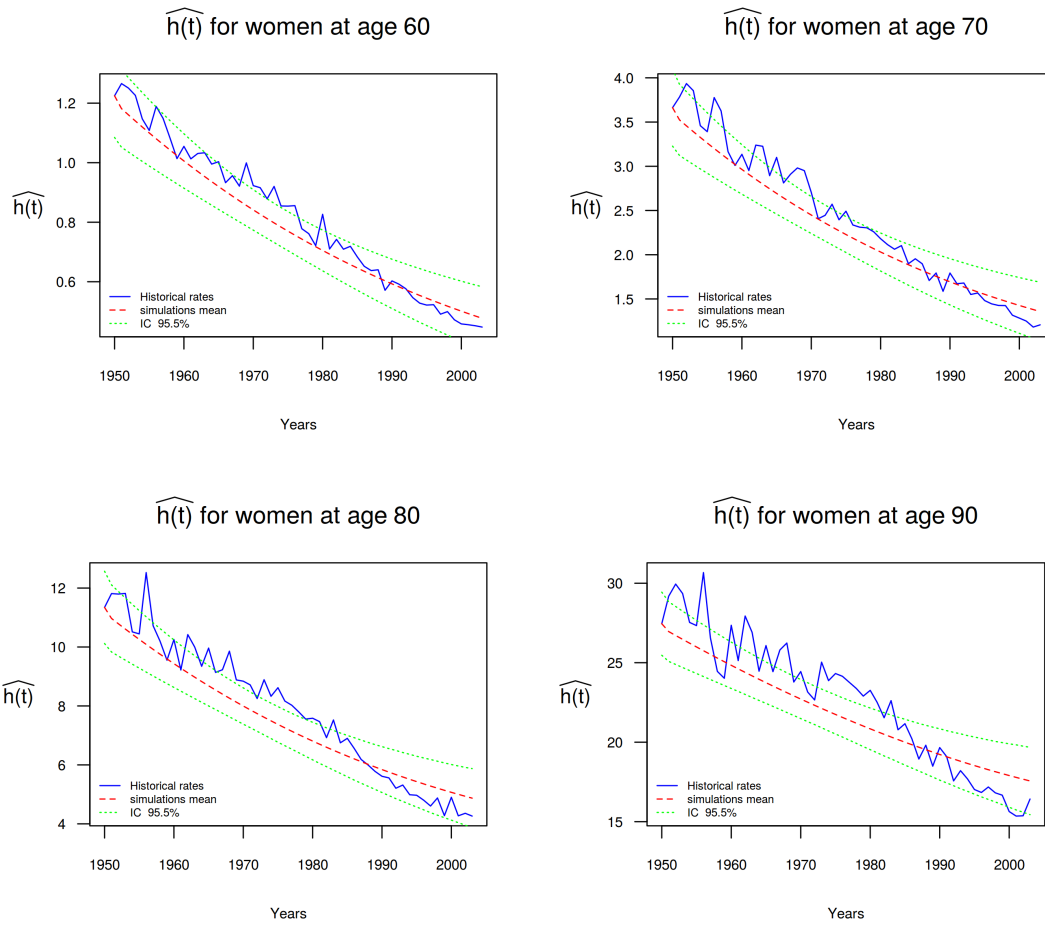 h(t) for women at age 60
h(t)
1.2
1.0
0.8
0.6
Historical rates
simulations mean
IC 95.5%
1950 1960 1970 1980 1990 2000
Years
h(t) for women at age 70
h(t)
4.0
3.5
3.0
2.5
2.0
1.5
Historical rates
simulations mean
IC 95.5%
1950 1960 1970 1980 1990 2000
Years
h(t) for women at age 80
h(t)
12
10
8
6
4
Historical rates
simulations mean
IC 95.5%
1950 1960 1970 1980 1990 2000
Years
h(t) for women at age 90
h(t)
30
25
20
15
Historical rates
simulations mean
IC 95.5%
1950 1960 1970 1980 1990 2000
Years